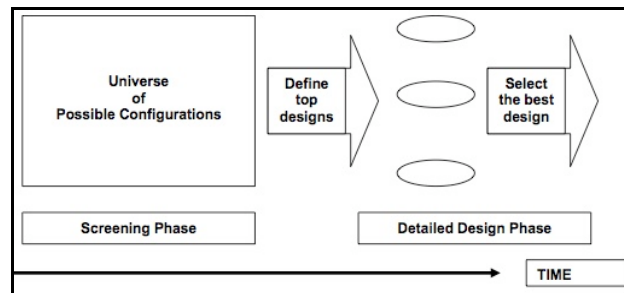 Universe
of
Possible Configurations
Define
top
designs
Select
the best
design
Screening Phase
Detailed Design Phase
TIME